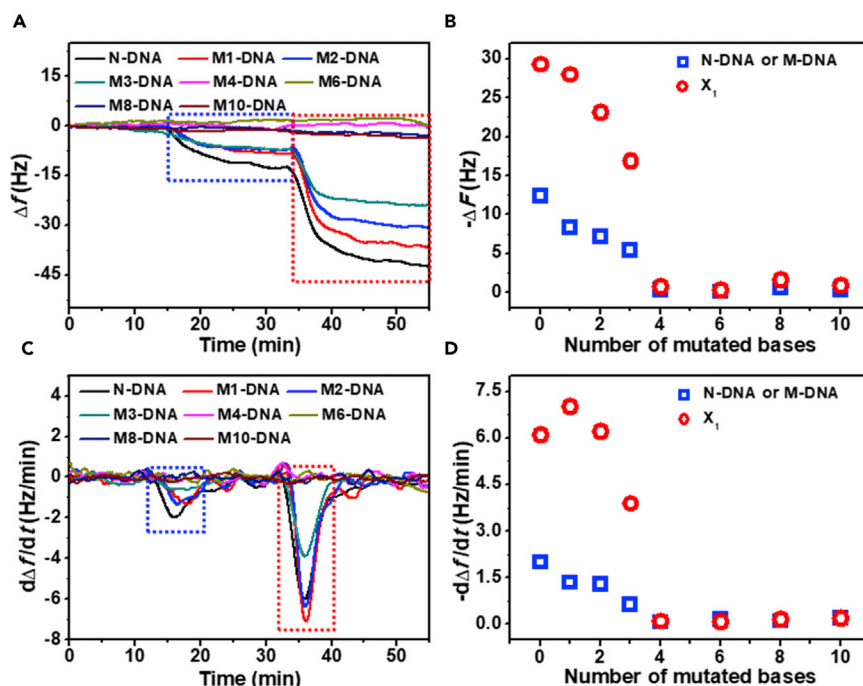 A
N-DNA M1-DNA M2-DNA
M3-DNA M4-DNA M6-DNA
M8-DNA M10-DNA
15
0
-15
-30
-45
Δf (Hz)
0 10 20 30 40 50
Time (min)
B
N-DNA or M-DNA
X1
30
25
20
15
10
5
0
-ΔF (Hz)
0 2 4 6 8 10
Number of mutated bases
C
N-DNA M1-DNA M2-DNA
M3-DNA M4-DNA M6-DNA
M8-DNA M10-DNA
4
2
0
-2
-4
-6
-8
dΔf/dt (Hz/min)
0 10 20 30 40 50
Time (min)
D
N-DNA or M-DNA
X1
7.5
6.0
4.5
3.0
1.5
0.0
-dΔf/dt (Hz/min)
0 2 4 6 8 10
Number of mutated bases